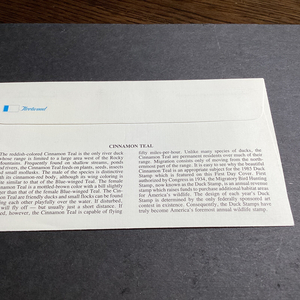 Fleetwood
CINNAMON TEAL
The reddish-colored Cinnamon Teal is the only river duck
whose range is limited to a large area west of the Rocky
Mountains. Frequently found on shallow streams, ponds
and marshes, Cinnamon Teal feeds on plants, seeds, insects
and small mollusks. The male of the species is distinctive
with its cinnamon-red body, although its wing coloring is
similar to that of the Blue-winged Teal. The female
Cinnamon Teal is a mottled-brown color with a bill slightly
larger than that of the female Blue-winged Teal. The Cin-
Teal are friendly ducks and small flocks can be found
each other playfully over the water. If disturbed,
will fly off — but usually just a short distance. If
however, the Cinnamon Teal is capable of flying
fifty miles-per-hour. Unlike many species of ducks, the
Cinnamon Teal are permanent residents over much of their
range. Migration consists only of moving from the north-
ernmost part of the range. It is easy to see why the beautiful
Cinnamon Teal is an appropriate subject for the 1985 Duck
Stamp which is featured on this First Day Cover. First
authorized by Congress in 1934, the Migratory Bird Hunting
Stamp, now known as the Duck Stamp, is an annual revenue
stamp which raises funds to purchase additional habitat areas
for America's wildlife. The design of each year's Duck
Stamp is determined by the only federally sponsored art
contest in existence. Consequently, the Duck Stamps have
truly become America's foremost annual wildlife stamp.